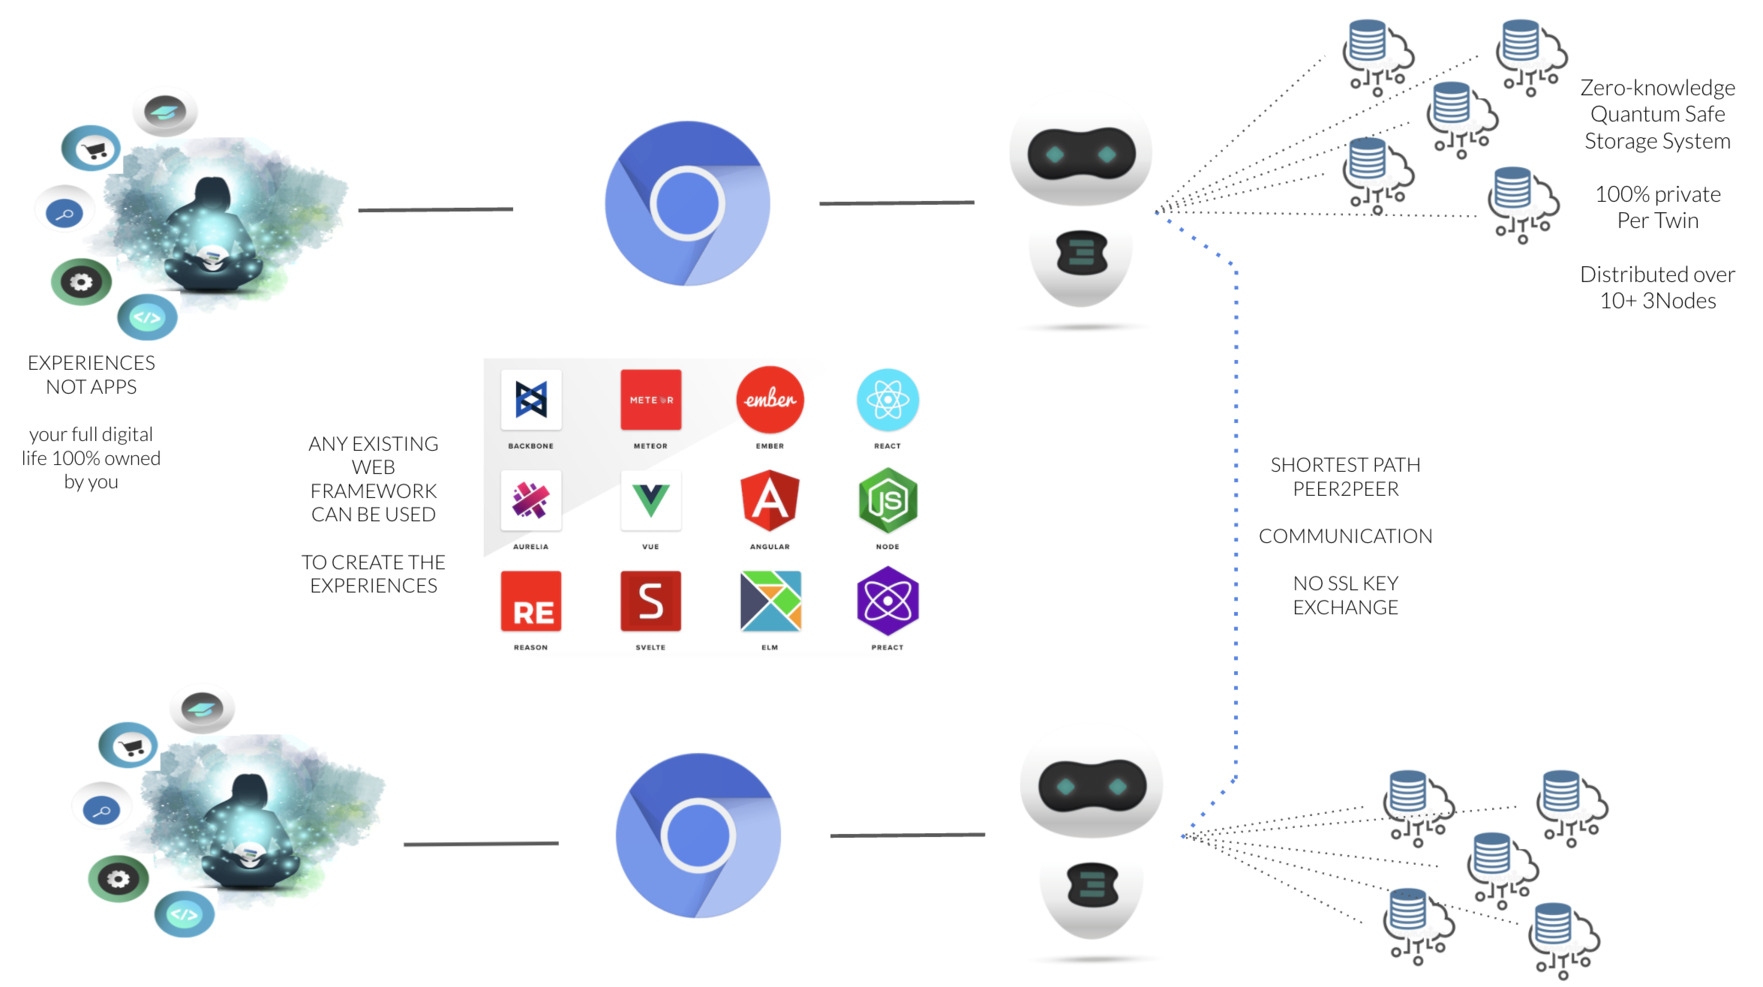 Zero-knowledge
Quantum Safe
Storage System
100% private
Per Twin
Distributed over
10+ 3Nodes
EXPERIENCES
NOT APPS
your full digital
life 100% owned
by you
ANY EXISTING
WEB
FRAMEWORK
CAN BE USED
TO CREATE THE
EXPERIENCES
METEOR
ember
BACKBONE
METEOR
EMBER
REACT
JS
AURELIA
VUE
ANGULAR
NODE
RE
S
REASON
SVELTE
ELM
PREACT
SHORTEST PATH
PEER2PEER
COMMUNICATION
NO SSL KEY
EXCHANGE